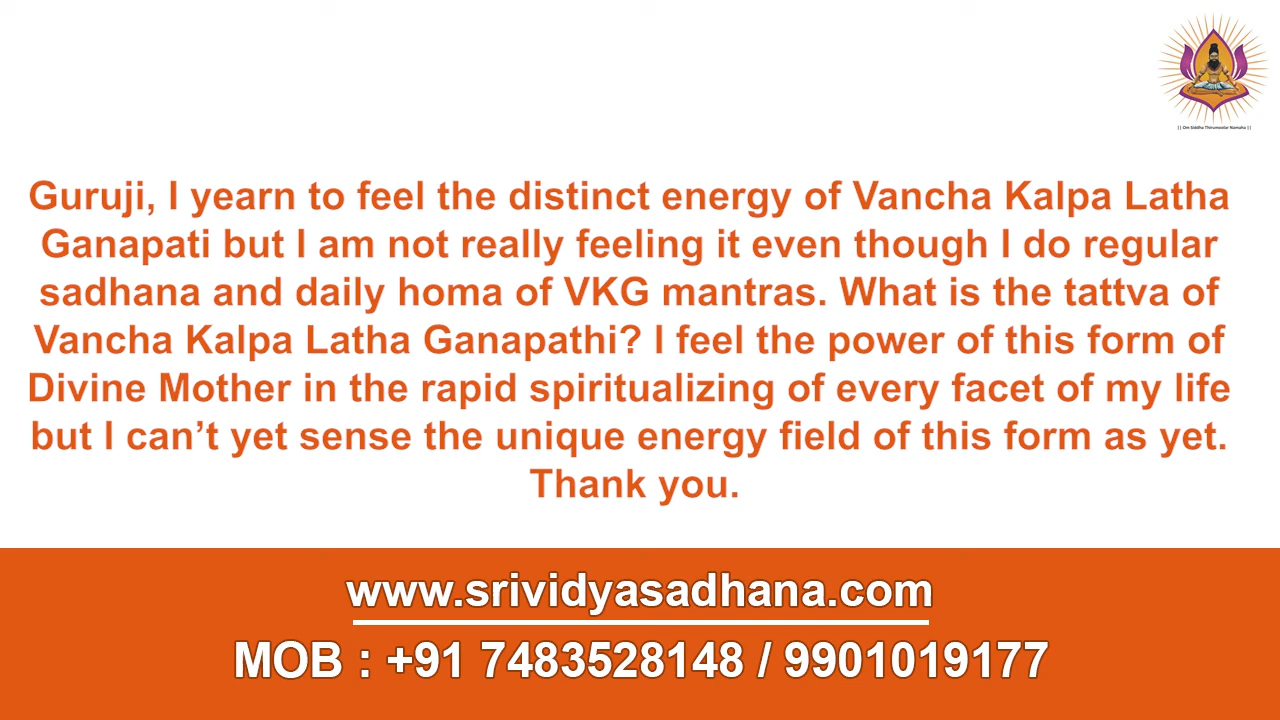 || Om Siddha Thirumoolar Namaha ||
Guruji, I yearn to feel the distinct energy of Vancha Kalpa Latha
Ganapati but I am not really feeling it even though I do regular
sadhana and daily homa of VKG mantras. What is the tattva of
Vancha Kalpa Latha Ganapathi? I feel the power of this form of
Divine Mother in the rapid spiritualizing of every facet of my life
but I can’t yet sense the unique energy field of this form as yet.
Thank you.
www.srividyasadhana.com
MOB : +91 7483528148 / 9901019177